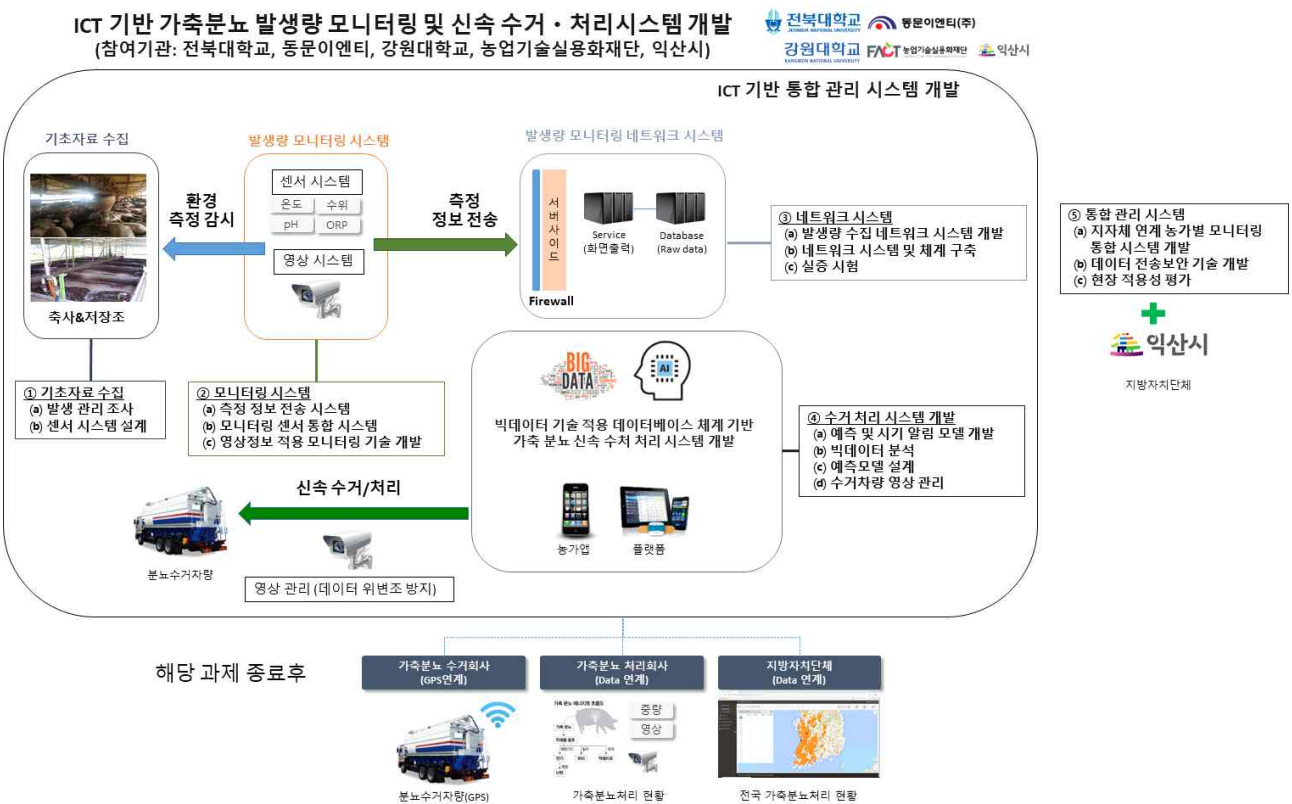 ICT 기반 가축분뇨 발생량 모니터링 및 신속 수거・처리시스템 개발
(참여기관: 전북대학교, 동문이엔티, 강원대학교, 농업기술실용화재단, 익산시)
전북대학교
JEONBUK NATIONAL UNIVERSITY
동문이엔티(주)
강원대학교
KANGWON NATIONAL UNIVERSITY
FACT 농업기술실용화재단
익산시
ICT 기반 통합 관리 시스템 개발
기초자료 수집
축사&저장조
환경
측정 감시
발생량 모니터링 시스템
센서 시스템
온도
수위
pH
ORP
영상 시스템
측정
정보 전송
발생량 모니터링 네트워크 시스템
서버사이드
Firewall
Service
(화면출력)
Database
(Raw data)
③ 네트워크 시스템
(a) 발생량 수집 네트워크 시스템 개발
(b) 네트워크 시스템 및 체계 구축
(c) 실증 시험
⑤ 통합 관리 시스템
(a) 지자체 연계 농가별 모니터링
통합 시스템 개발
(b) 데이터 전송보안 기술 개발
(c) 현장 적용성 평가
익산시
지방자치단체
① 기초자료 수집
(a) 발생 관리 조사
(b) 센서 시스템 설계
② 모니터링 시스템
(a) 측정 정보 전송 시스템
(b) 모니터링 센서 통합 시스템
(c) 영상정보 적용 모니터링 기술 개발
BIG
DATA
AI
빅데이터 기술 적용 데이터베이스 체계 기반
가축 분뇨 신속 수처 처리 시스템 개발
농가앱
플랫폼
④ 수거 처리 시스템 개발
(a) 예측 및 시기 알림 모델 개발
(b) 빅데이터 분석
(c) 예측모델 설계
(d) 수거차량 영상 관리
신속 수거/처리
분뇨수거차량
영상 관리 (데이터 위변조 방지)
해당 과제 종료후
가축분뇨 수거회사
(GPS연계)
분뇨수거차량(GPS)
가축분뇨 처리회사
(Data 연계)
가축 분뇨 에너지화 흐름도
가축 분뇨
중량
영상
가축분뇨처리 현황
지방자치단체
(Data 연계)
전국 가축분뇨처리 현황